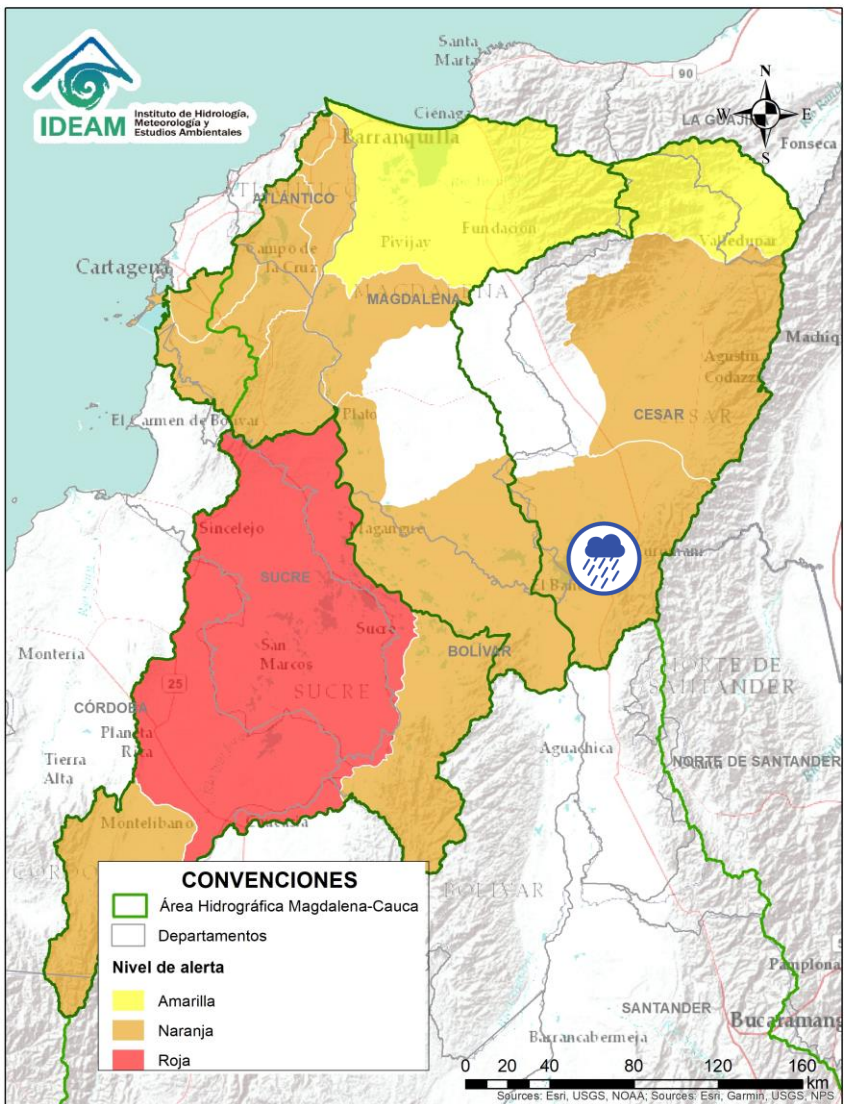 IDEAM
Instituto de Hidrología,
Meteorología y
Estudios Ambientales
Santa
Marta
90
N
W
E
S
LA GUAJI
Ciénaga
Fonseca
Barranquilla
ATLÁNTICO
Valledupar
Fundación
Pivijay
Campo de
la Cruz
Cartagena
MAGDALENA
Agustín
Codazzi
CESAR
Plato
El Carmen de Bolívar
Sincelejo
SUCRE
Sucre
San
Marcos
SUCRE
BOLÍVAR
Montería
25
CÓRDOBA
Planeta
Rica
Tierra
Alta
NORTE DE
SANTANDER
Aguachica
NORTE DE SANTANDER
Montelíbano
BOLÍVAR
Pamplona
SANTANDER
Bucaramang
Barrancabermeja
CONVENCIONES
Área Hidrográfica Magdalena-Cauca
Departamentos
Nivel de alerta
Amarilla
Naranja
Roja
0 20 40 80 120 160
km
Sources: Esri, USGS, NOAA; Sources: Esri, Garmin, USGS, NPS